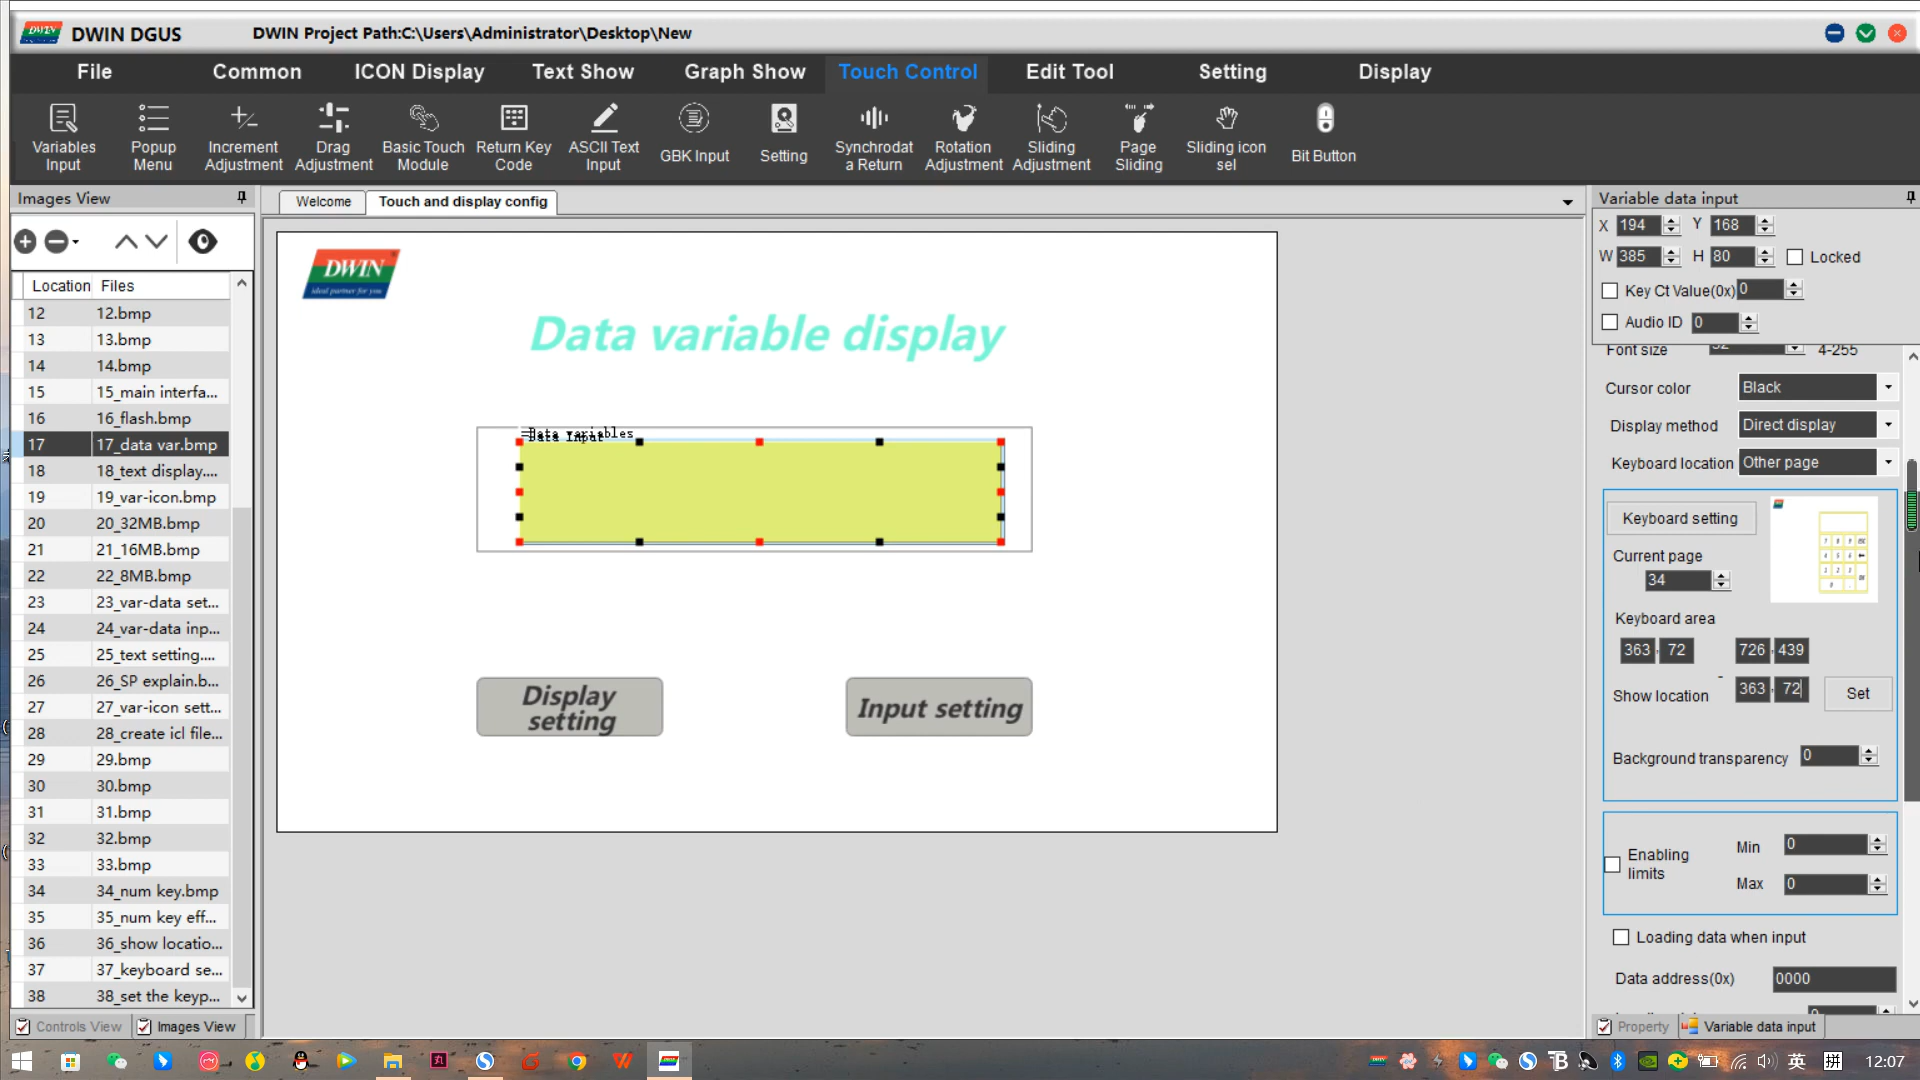 DWIN DGUS DWIN Project Path:C:\Users\Administrator\Desktop\New
File Common ICON Display Text Show Graph Show Touch Control Edit Tool Setting Display
Variables Input
Popup Menu
Increment Adjustment
Drag Adjustment
Basic Touch Module
Return Key Code
ASCII Text Input
GBK Input
Setting
Synchrodat a Return
Rotation Adjustment
Sliding Adjustment
Page Sliding
Sliding icon sel
Bit Button
Images View
Location Files
12 12.bmp
13 13.bmp
14 14.bmp
15 15_main interfa...
16 16_flash.bmp
17 17_data var.bmp
18 18_text display....
19 19_var-icon.bmp
20 20_32MB.bmp
21 21_16MB.bmp
22 22_8MB.bmp
23 23_var-data set...
24 24_var-data inp...
25 25_text setting....
26 26_SP explain.b...
27 27_var-icon sett...
28 28_create icl file...
29 29.bmp
30 30.bmp
31 31.bmp
32 32.bmp
33 33.bmp
34 34_num key.bmp
35 35_num key eff...
36 36_show locatio...
37 37_keyboard se...
38 38_set the keyp...
Controls View Images View
Welcome Touch and display config
DWIN
ideal partner for you
Data variable display
Data variables
Data Input
Display
setting
Input setting
Variable data input
X 194 Y 168
W 385 H 80 Locked
Key Ct Value(0x) 0
Audio ID 0
Font size 32 4-255
Cursor color Black
Display method Direct display
Keyboard location Other page
Keyboard setting
Current page
34
Keyboard area
363 , 72 726 , 439
Show location 363 , 72 Set
Background transparency 0
Enabling limits
Min 0
Max 0
Loading data when input
Data address(0x) 0000
Property Variable data input
英 拼 12:07